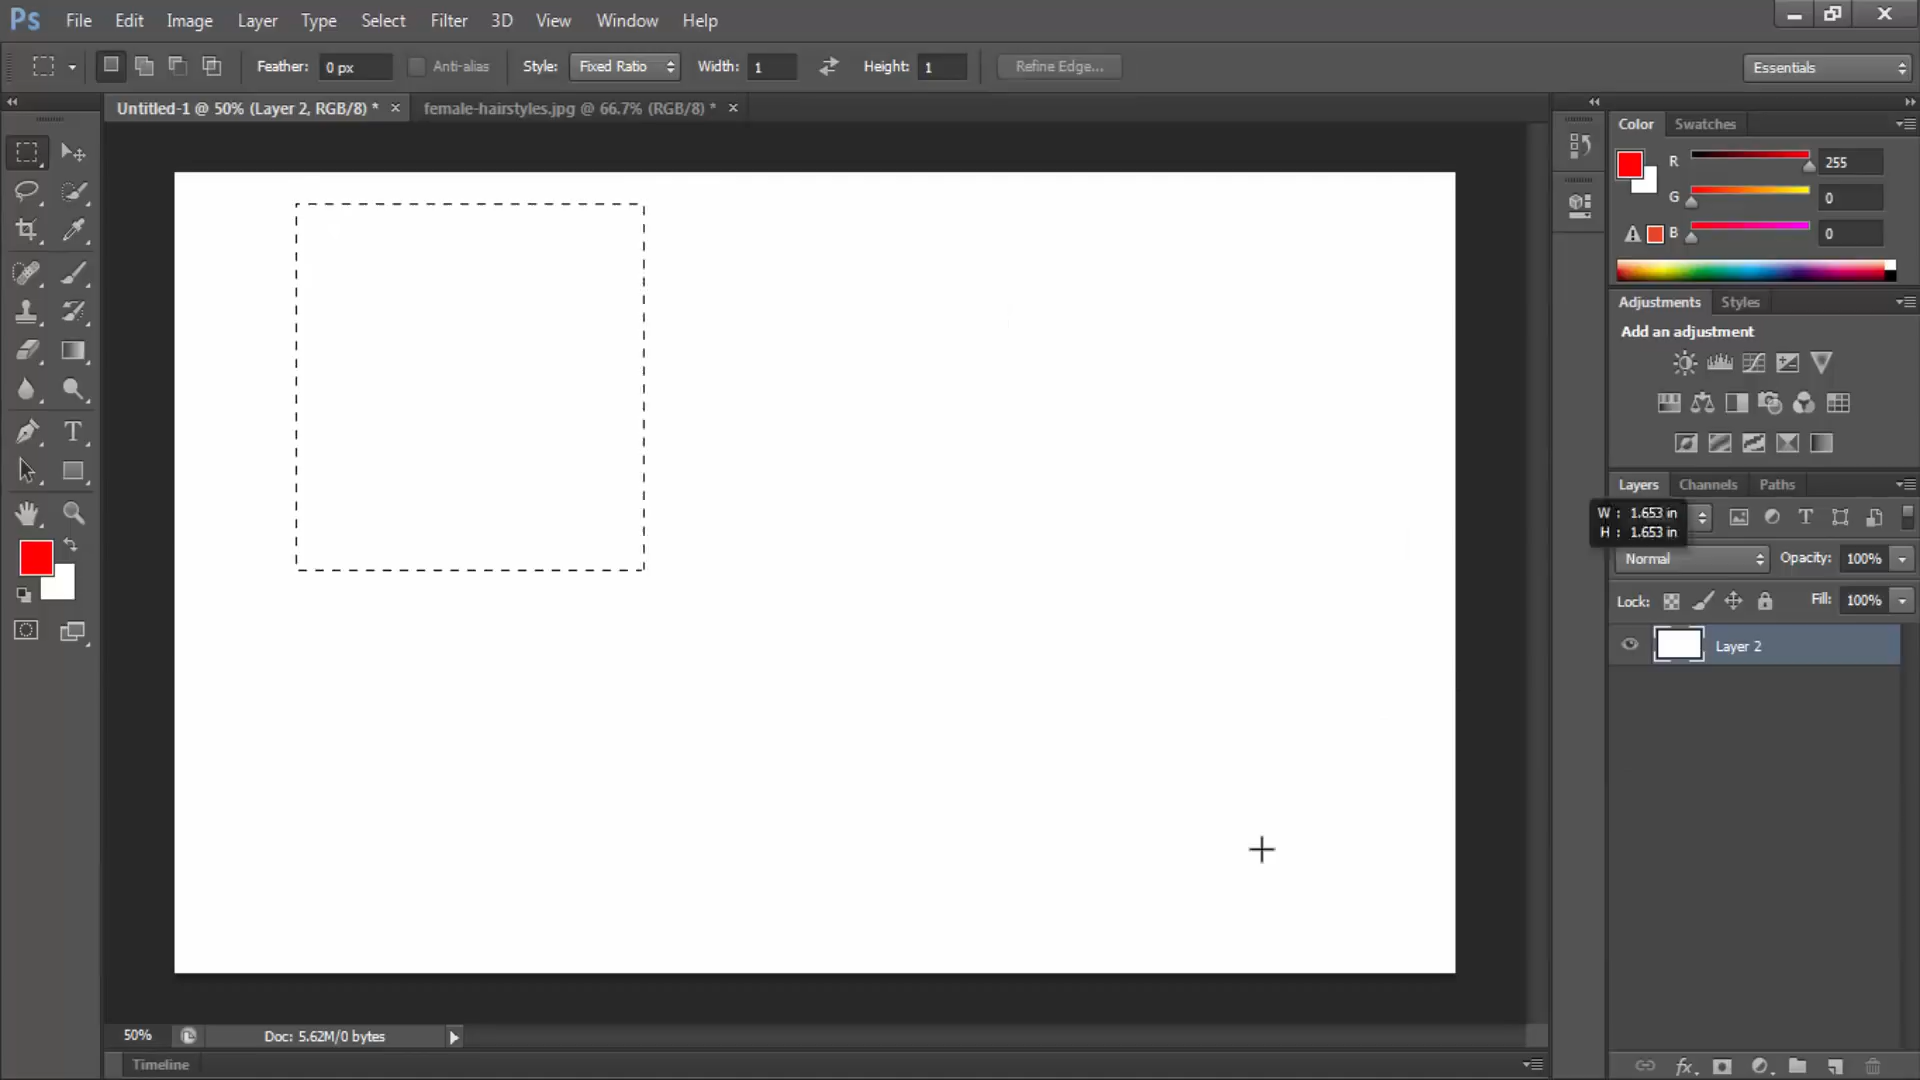 Ps File Edit Image Layer Type Select Filter 3D View Window Help
Feather: 0 px Anti-alias Style: Fixed Ratio Width: 1 Height: 1 Refine Edge... Essentials
Untitled-1 @ 50% (Layer 2, RGB/8) * × female-hairstyles.jpg @ 66.7% (RGB/8) * ×
Color Swatches
R 255
G 0
B 0
Adjustments Styles
Add an adjustment
Layers Channels Paths
W : 1.653 in
H : 1.653 in
Normal Opacity: 100%
Lock: Fill: 100%
Layer 2
50% Doc: 5.62M/0 bytes
Timeline